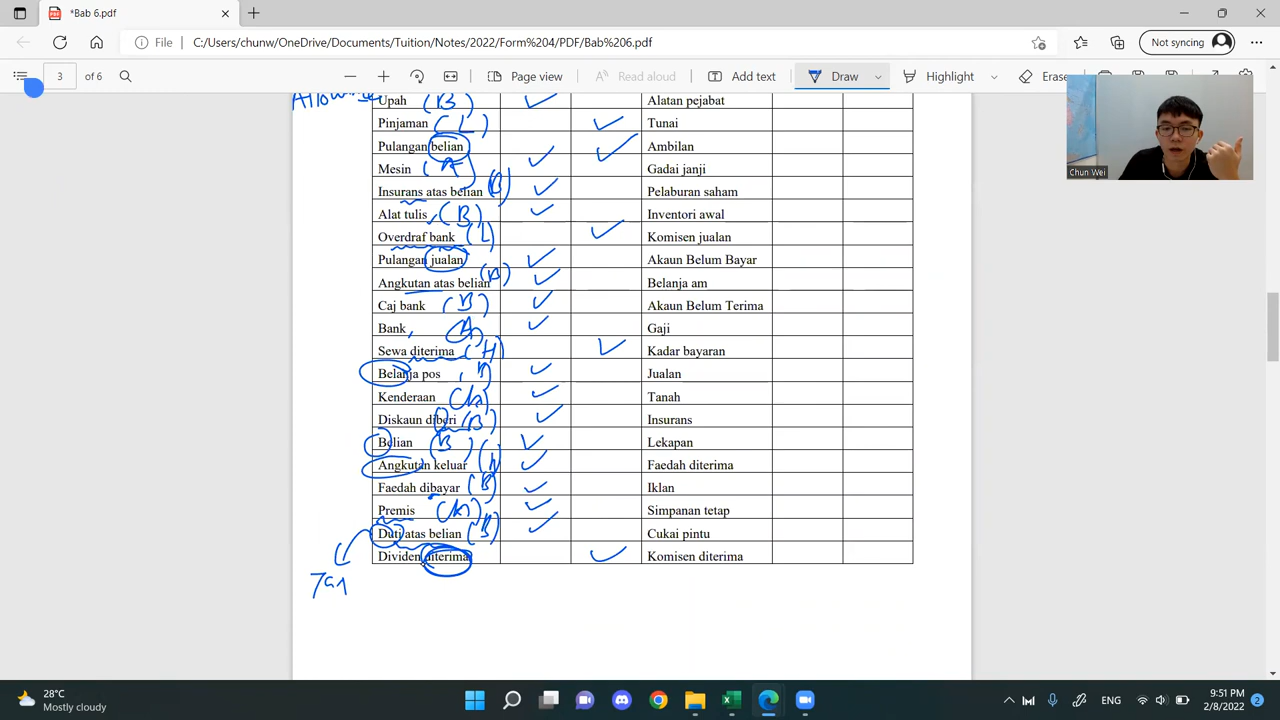 *Bab 6.pdf
File C:/Users/chunw/OneDrive/Documents/Tuition/Notes/2022/Form%204/PDF/Bab%206.pdf Not syncing
3 of 6 Page view Read aloud Add text Draw Highlight Erase
Chun Wei
Upah (B) Alatan pejabat
Pinjaman (L) Tunai
Pulangan belian Ambilan
Mesin (A Gadai janji
Insurans atas belian (B) Pelaburan saham
Alat tulis (B) Inventori awal
Overdraf bank (L) Komisen jualan
Pulangan jualan Akaun Belum Bayar
Angkutan atas belian (B) Belanja am
Caj bank (B) Akaun Belum Terima
Bank (A) Gaji
Sewa diterima (H) Kadar bayaran
Belanja pos Jualan
Kenderaan (A) Tanah
Diskaun diberi (B) Insurans
Belian (B) Lekapan
Angkutan keluar Faedah diterima
Faedah dibayar (B) Iklan
Premis (A) Simpanan tetap
Duti atas belian (B) Cukai pintu
Dividen diterima Komisen diterima
28°C
Mostly cloudy
ENG
9:51 PM
2/8/2022
2